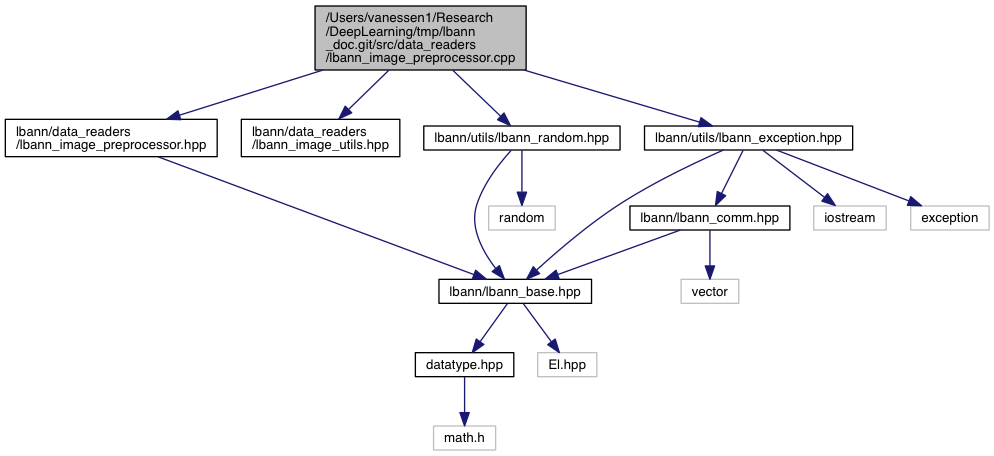 /Users/vanessen1/Research
/DeepLearning/tmp/lbann
_doc.git/src/data_readers
/lbann_image_preprocessor.cpp
lbann/data_readers
/lbann_image_preprocessor.hpp
lbann/data_readers
/lbann_image_utils.hpp
lbann/utils/lbann_random.hpp
lbann/utils/lbann_exception.hpp
random
lbann/lbann_comm.hpp
iostream
exception
lbann/lbann_base.hpp
vector
datatype.hpp
El.hpp
math.h